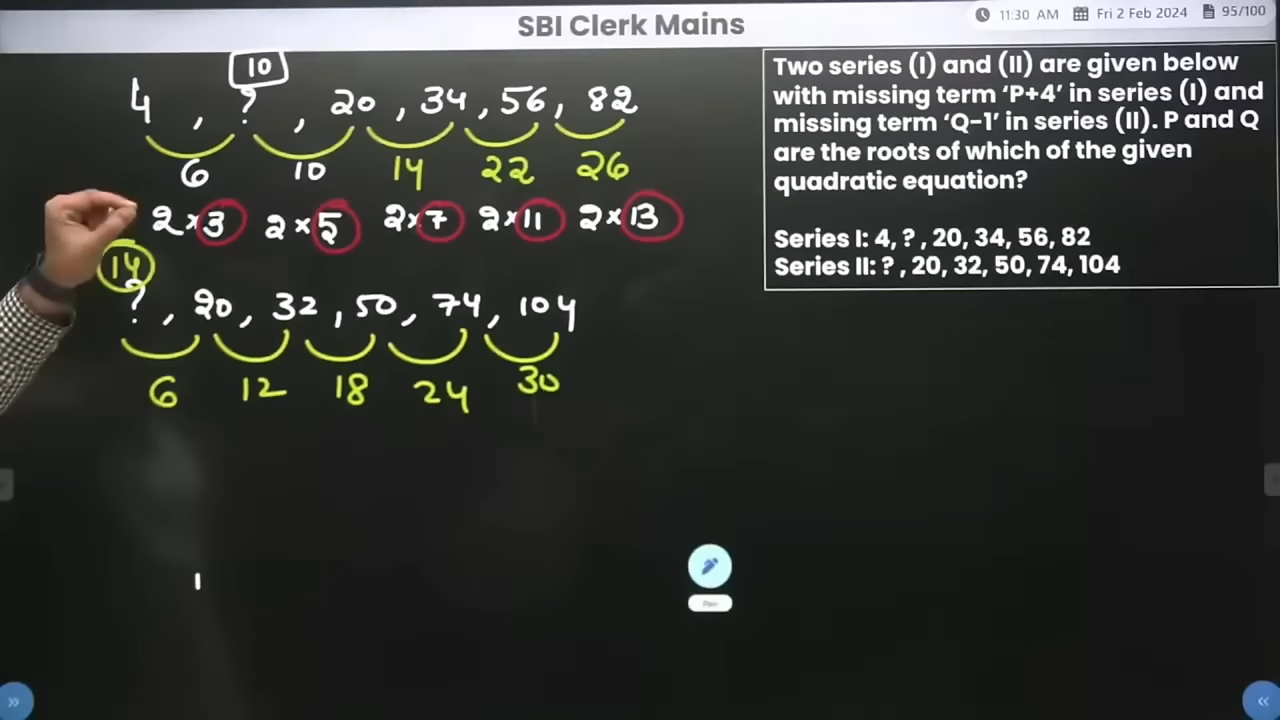 SBI Clerk Mains
11:30 AM Fri 2 Feb 2024 95/100
10
4 , ? , 20 , 34 , 56 , 82
6 10 14 22 26
2×3 2×5 2×7 2×11 2×13
14
? , 20 , 32 , 50 , 74 , 104
6 12 18 24 30
1
Two series (I) and (II) are given below
with missing term ‘P+4’ in series (I) and
missing term ‘Q-1’ in series (II). P and Q
are the roots of which of the given
quadratic equation?
Series I: 4, ? , 20, 34, 56, 82
Series II: ? , 20, 32, 50, 74, 104
Pen